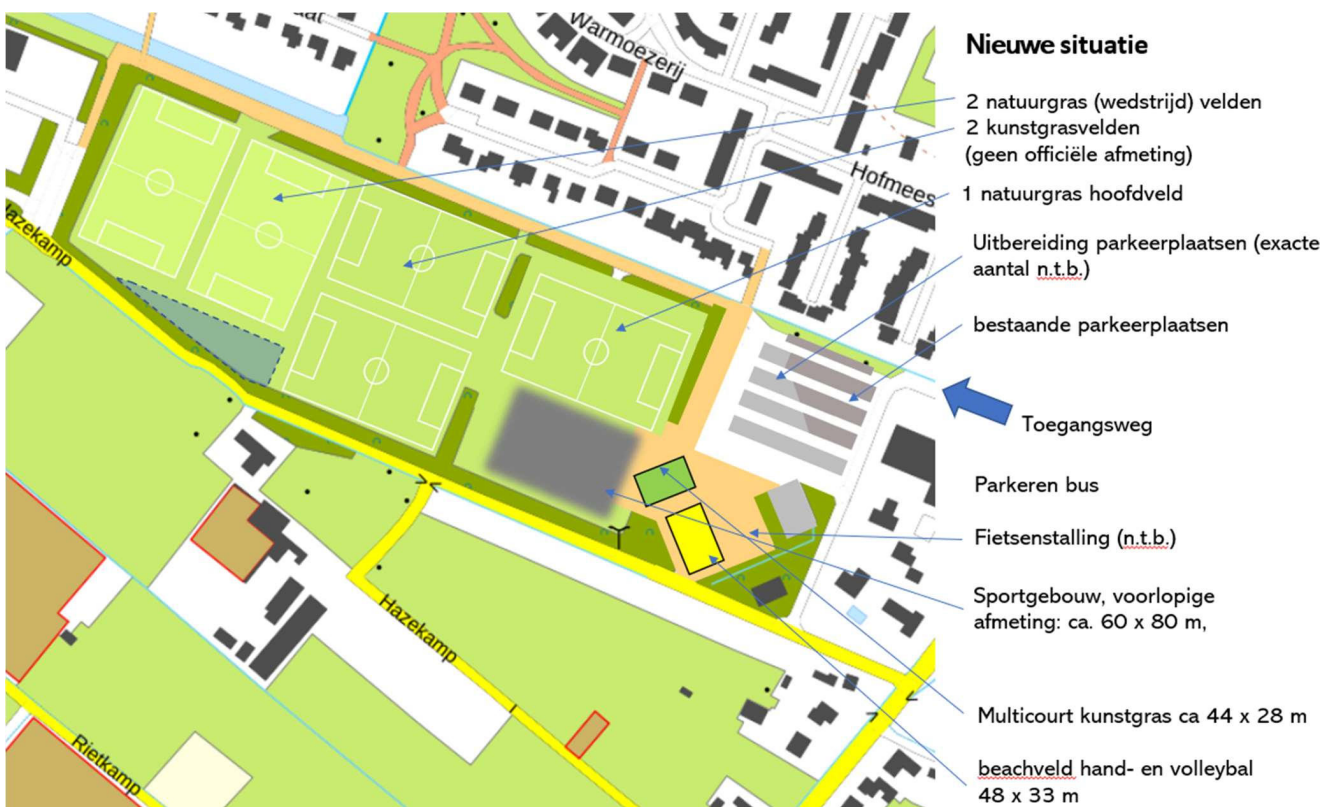 aat
Warmoezerij
Hofmees
Hazekamp
Hazekamp
Rietkamp
Nieuwe situatie
2 natuurgras (wedstrijd) velden
2 kunstgrasvelden
(geen officiële afmeting)
1 natuurgras hoofdveld
Uitbereiding parkeerplaatsen (exacte
aantal n.t.b.)
bestaande parkeerplaatsen
Toegangsweg
Parkeren bus
Fietsenstalling (n.t.b.)
Sportgebouw, voorlopige
afmeting: ca. 60 x 80 m,
Multicourt kunstgras ca 44 x 28 m
beachveld hand- en volleybal
48 x 33 m